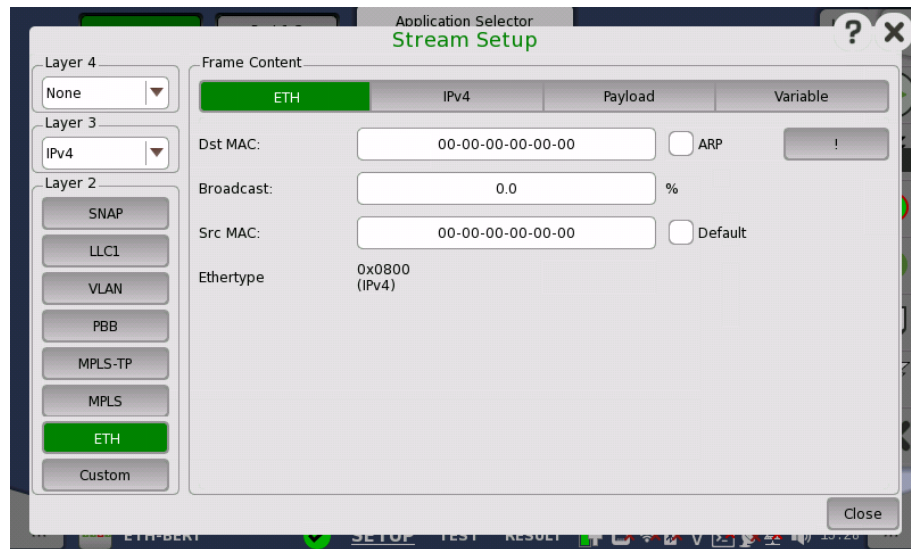 Application Selector
Stream Setup
?
Layer 4
None
Layer 3
IPv4
Layer 2
SNAP
LLC1
VLAN
PBB
MPLS-TP
MPLS
ETH
Custom
Frame Content
ETH IPv4 Payload Variable
Dst MAC: 00-00-00-00-00-00 ARP !
Broadcast: 0.0 %
Src MAC: 00-00-00-00-00-00 Default
Ethertype 0x0800
(IPv4)
Close
ETH-BERT SETUP TEST RESULT